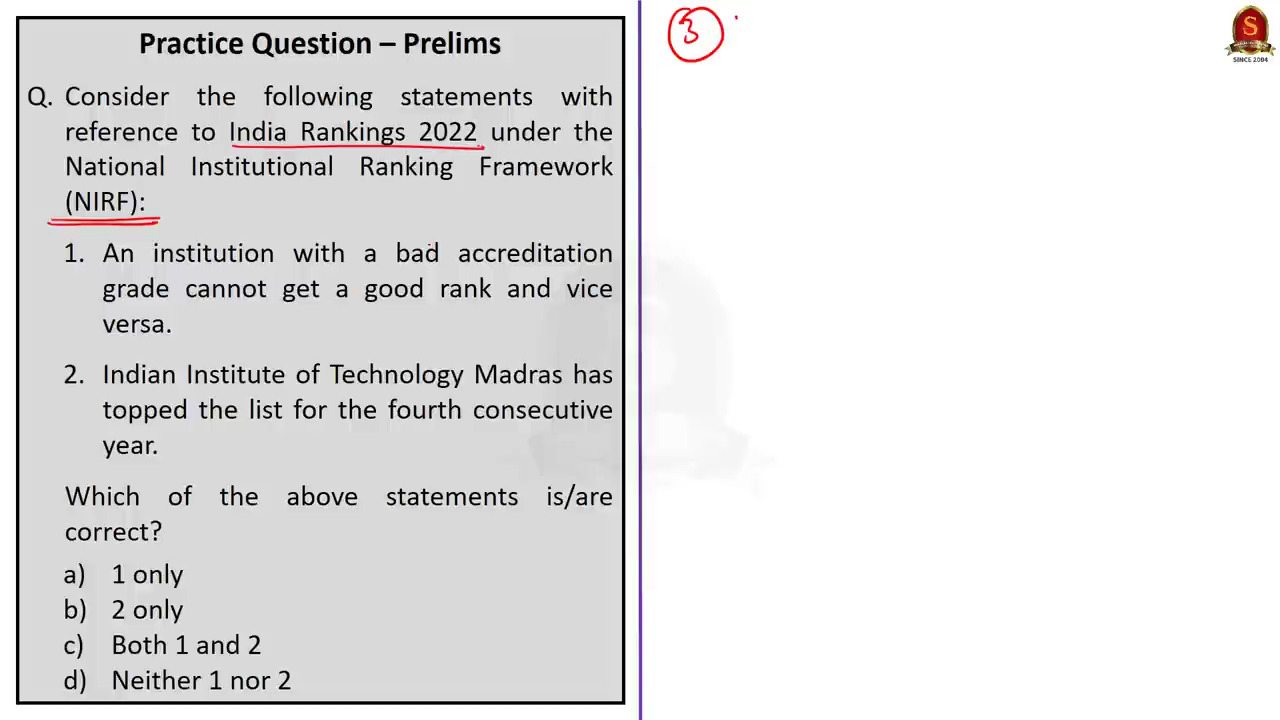 Practice Question – Prelims
Q. Consider the following statements with
reference to India Rankings 2022 under the
National Institutional Ranking Framework
(NIRF):
1. An institution with a bad accreditation
grade cannot get a good rank and vice
versa.
2. Indian Institute of Technology Madras has
topped the list for the fourth consecutive
year.
Which of the above statements is/are
correct?
a) 1 only
b) 2 only
c) Both 1 and 2
d) Neither 1 nor 2
3
S
SINCE 2004